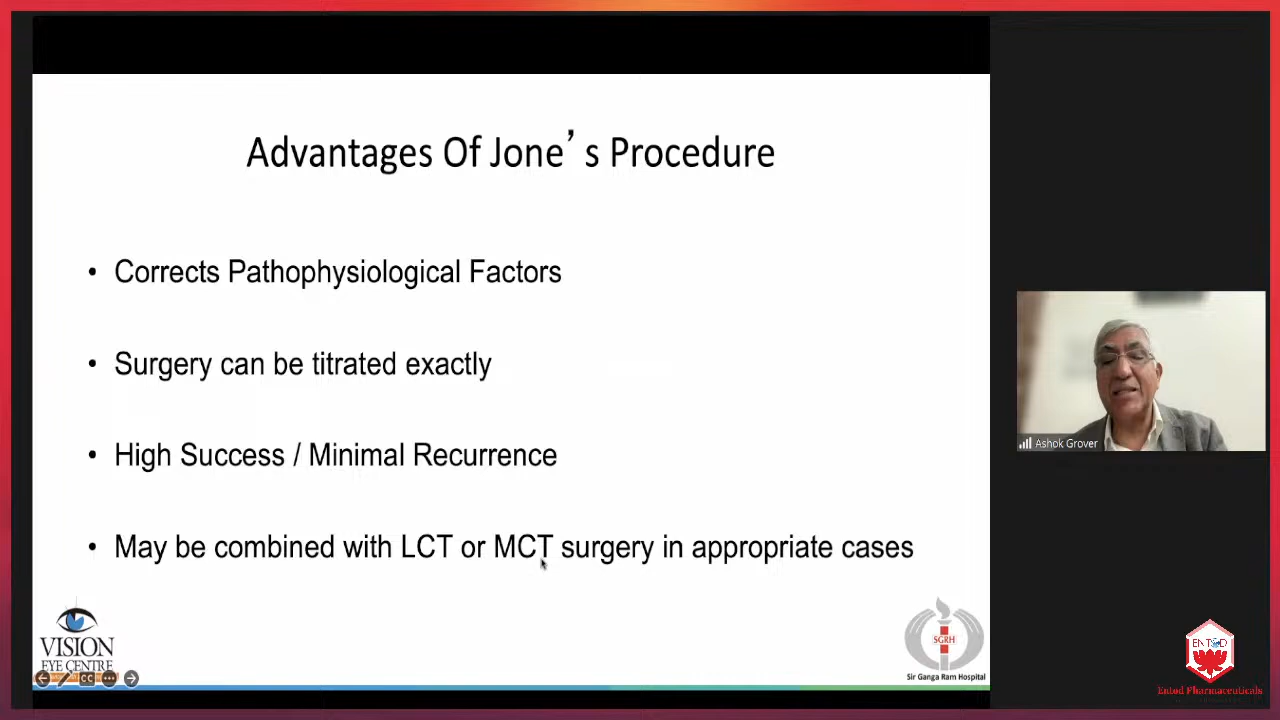 Advantages Of Jone’s Procedure
• Corrects Pathophysiological Factors
• Surgery can be titrated exactly
• High Success / Minimal Recurrence
• May be combined with LCT or MCT surgery in appropriate cases
VISION
EYE CENTRE
CC
SGRH
Sir Ganga Ram Hospital
Ashok Grover
ENTOD
Entod Pharmaceuticals